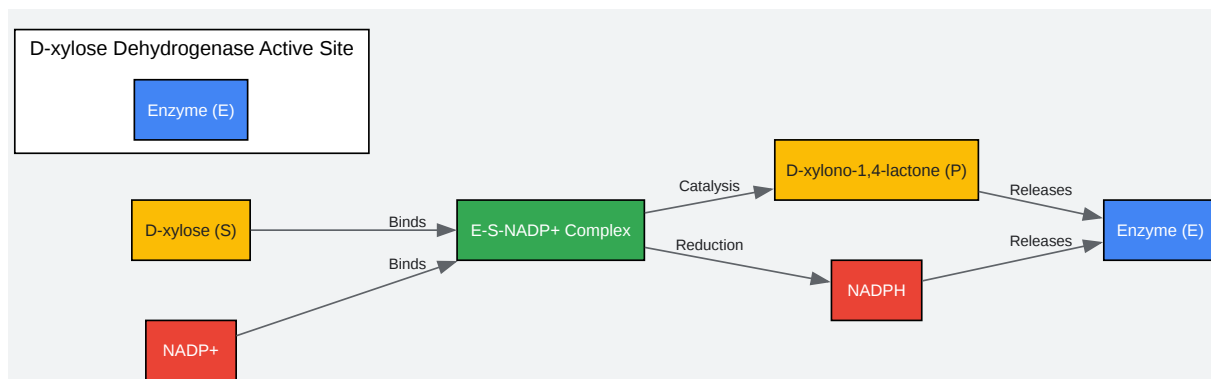 D-xylose Dehydrogenase Active Site
Enzyme (E)
D-xylose (S)
NADP+
Binds
Binds
E-S-NADP+ Complex
Catalysis
Reduction
D-xylono-1,4-lactone (P)
NADPH
Releases
Releases
Enzyme (E)